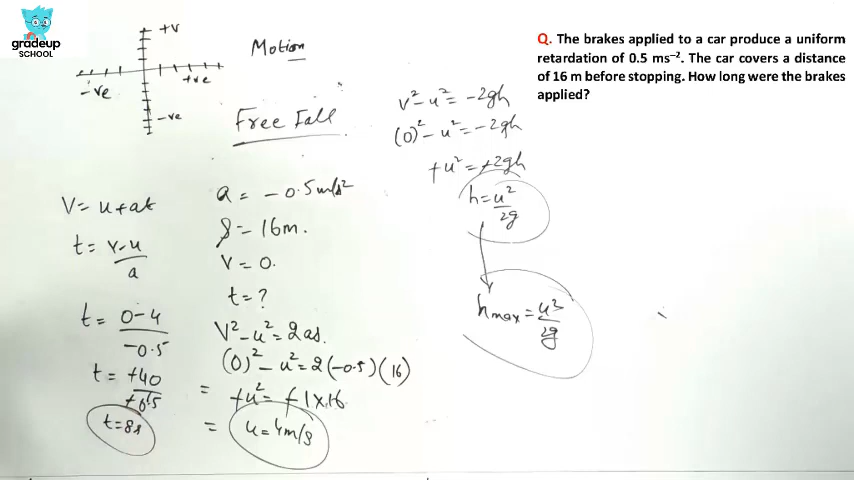 gradeup
SCHOOL
+v
-ve
+ve
-ve
Motion
Free Fall
Q. The brakes applied to a car produce a uniform
retardation of 0.5 ms⁻². The car covers a distance
of 16 m before stopping. How long were the brakes
applied?
V = u+at
t = v-u/a
t = 0-4/-0.5
t = +40/+0.5
t=8s
a = -0.5m/s²
S = 16m.
V = 0.
t = ?
V²-u²=2as.
(0)²-u²=2(-0.5)(16)
= +u²= +1×16
= u=4m/s
v²-u²=-2gh
(0)²-u²=-2gh
+u²=+2gh
h=u²/2g
hmax=u²/2g